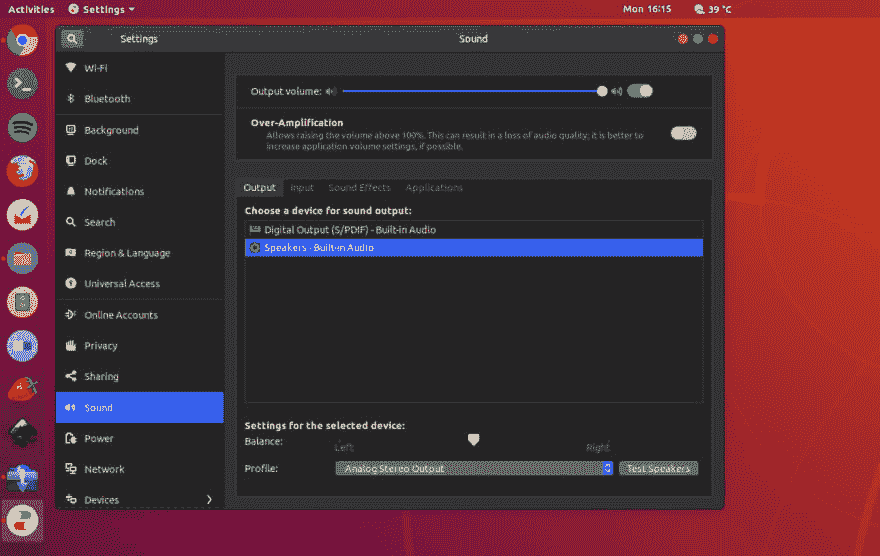 Activities Settings Mon 16:15 39 °C
Settings Sound
Wi-Fi
Bluetooth
Background
Dock
Notifications
Search
Region & Language
Universal Access
Online Accounts
Privacy
Sharing
Sound
Power
Network
Devices
Output volume:
Over-Amplification
Allows raising the volume above 100%. This can result in a loss of audio quality; it is better to
increase application volume settings, if possible.
Output Input Sound Effects Applications
Choose a device for sound output:
Digital Output (S/PDIF) - Built-in Audio
Speakers - Built-in Audio
Settings for the selected device:
Balance:
Left Right
Profile: Analog Stereo Output Test Speakers